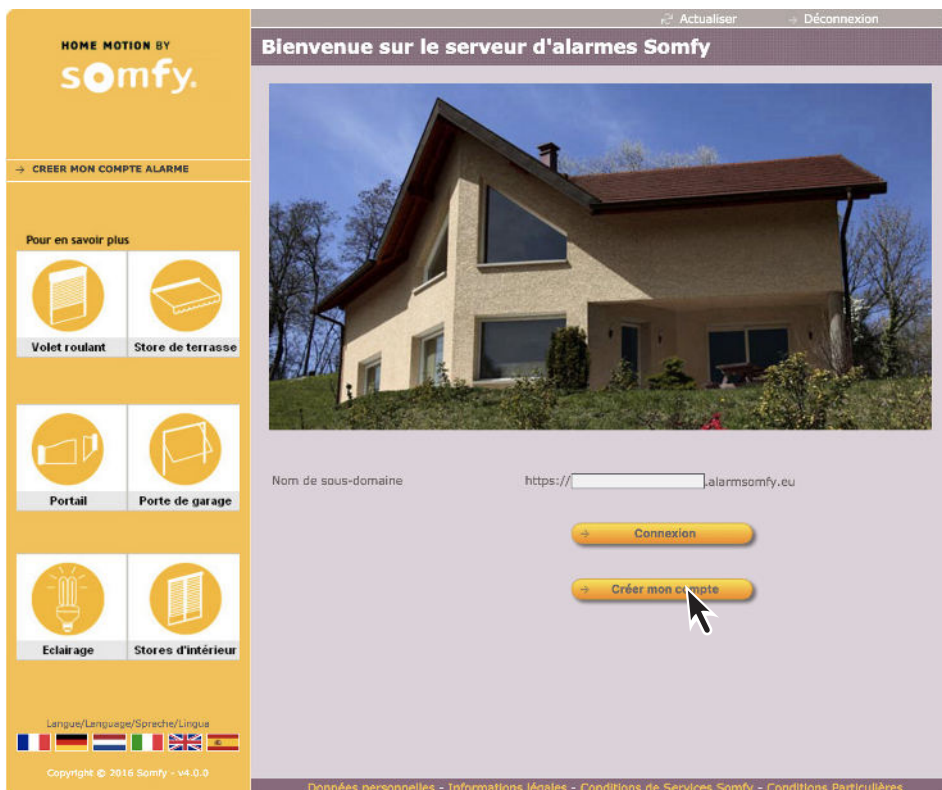 Actualiser
Déconnexion
HOME MOTION BY
somfy.
Bienvenue sur le serveur d'alarmes Somfy
CREER MON COMPTE ALARME
Pour en savoir plus
Volet roulant
Store de terrasse
Portail
Porte de garage
Eclairage
Stores d'intérieur
Nom de sous-domaine
https://
.alarmsomfy.eu
Connexion
Créer mon compte
Langue/Language/Sprache/Lingua
Copyright © 2016 Somfy - v4.0.0
Données personnelles - Informations légales - Conditions de Services Somfy - Conditions Particulières